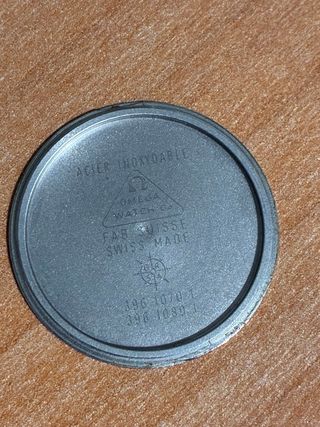 ACIER INOXYDABLE
Ω
OMEGA
WATCH CO
FAB. SUISSE
SWISS MADE
396 1070.1
396 1080.1